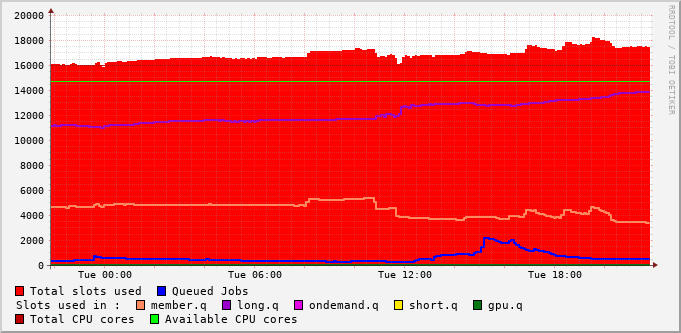 20000
18000
16000
14000
12000
10000
8000
6000
4000
2000
0
Tue 00:00 Tue 06:00 Tue 12:00 Tue 18:00
Total slots used Queued Jobs
Slots used in : member.q long.q ondemand.q short.q gpu.q
Total CPU cores Available CPU cores
RRDTOOL / TOBI OETIKER